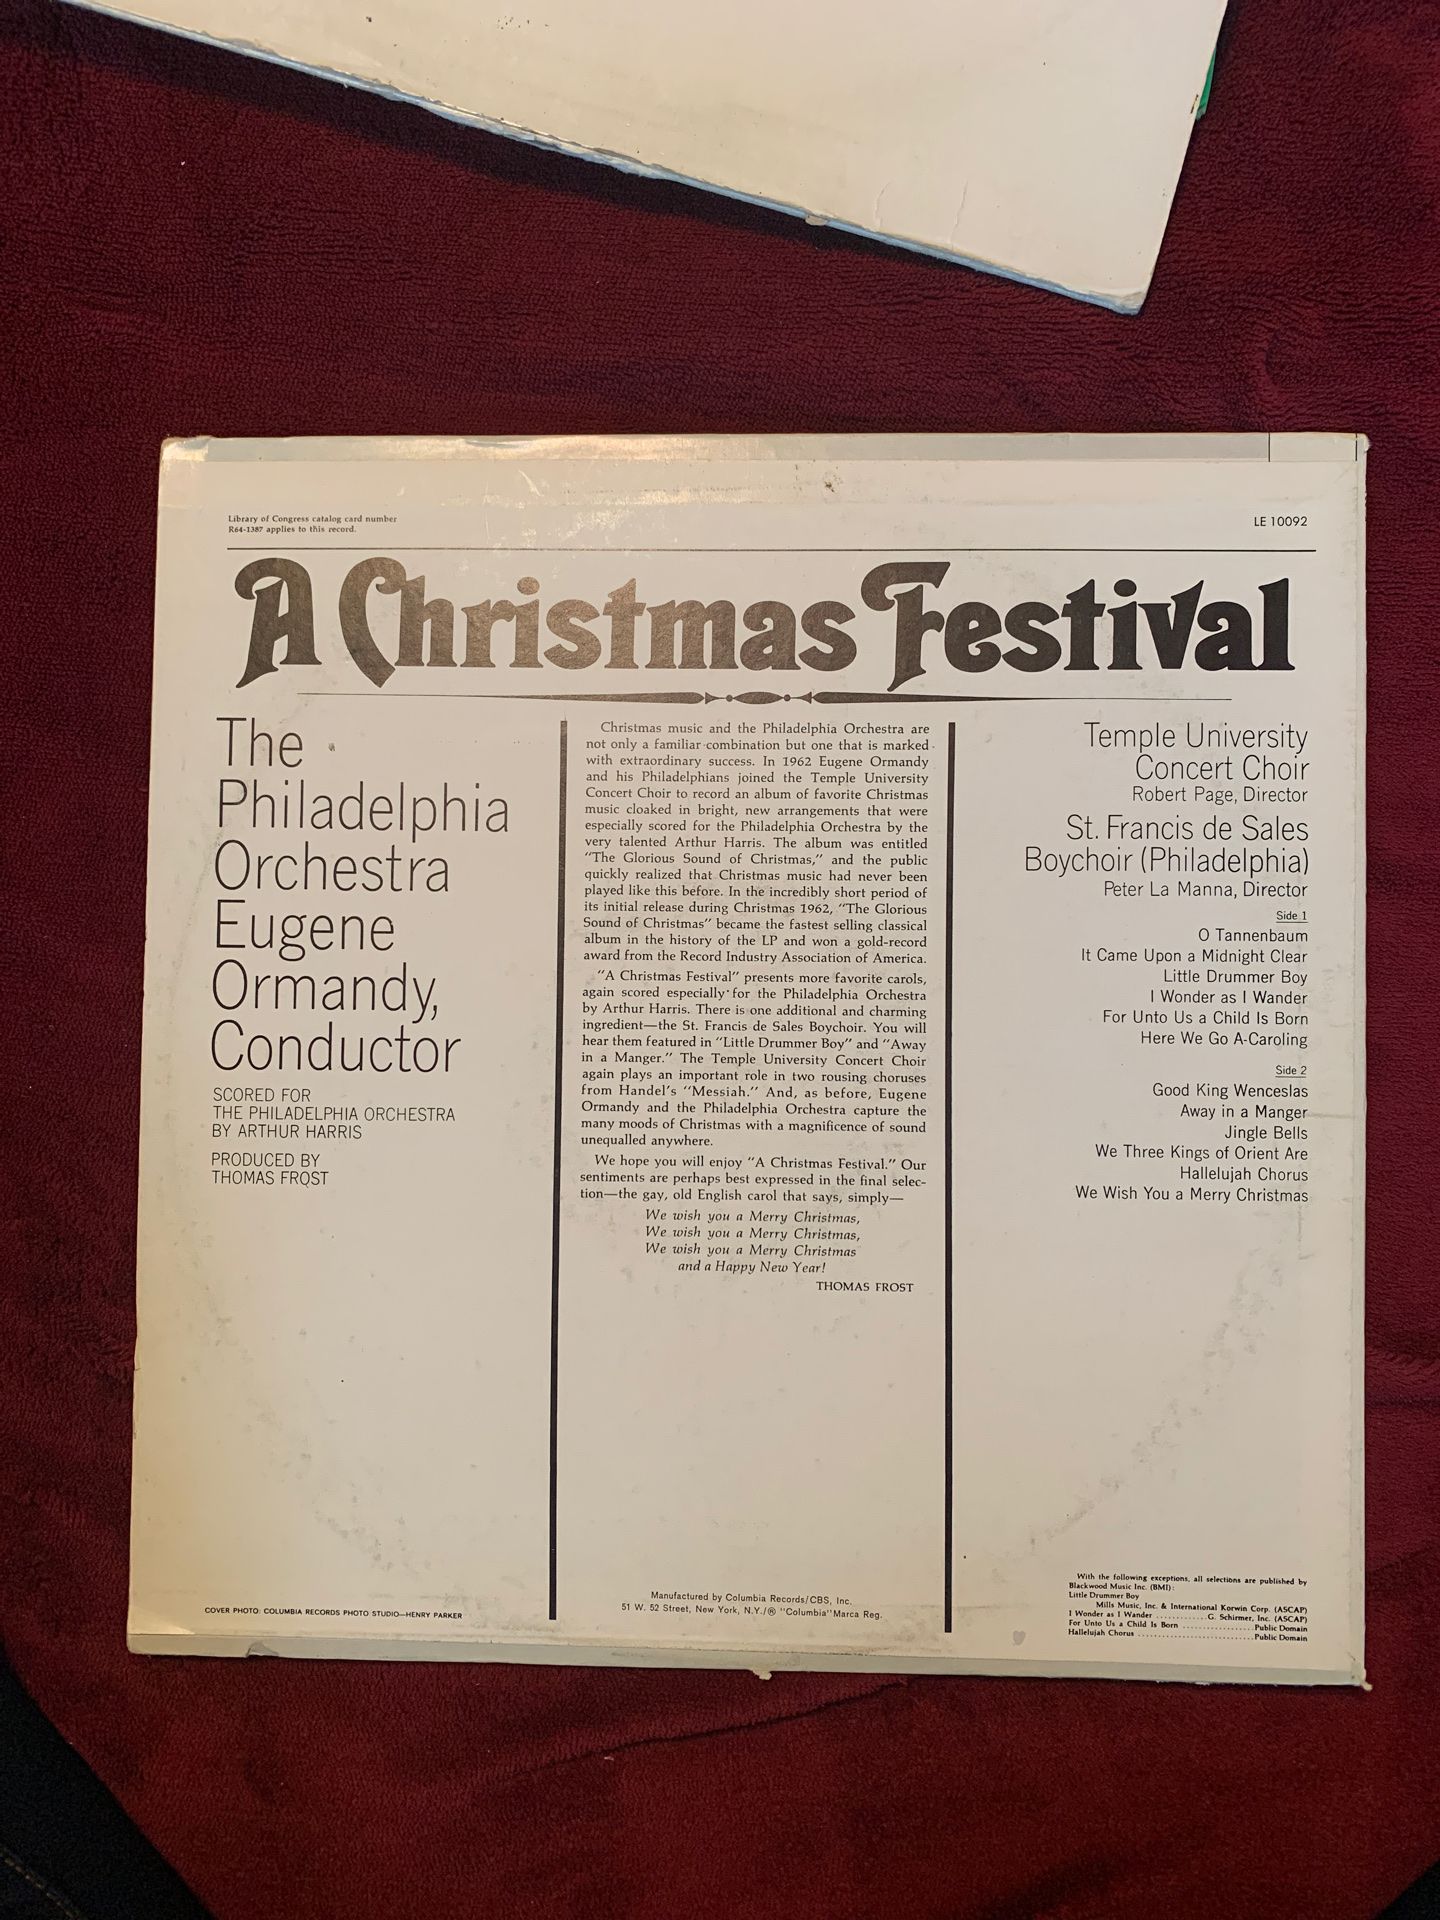 Library of Congress catalog card number
R64-1387 applies to this record.
LE 10092
A Christmas Festival
The
Philadelphia
Orchestra
Eugene
Ormandy,
Conductor
SCORED FOR
THE PHILADELPHIA ORCHESTRA
BY ARTHUR HARRIS
PRODUCED BY
THOMAS FROST
COVER PHOTO: COLUMBIA RECORDS PHOTO STUDIO—HENRY PARKER
Christmas music and the Philadelphia Orchestra are
not only a familiar combination but one that is marked
with extraordinary success. In 1962 Eugene Ormandy
and his Philadelphians joined the Temple University
Concert Choir to record an album of favorite Christmas
music cloaked in bright, new arrangements that were
especially scored for the Philadelphia Orchestra by the
very talented Arthur Harris. The album was entitled
"The Glorious Sound of Christmas," and the public
quickly realized that Christmas music had never been
played like this before. In the incredibly short period of
its initial release during Christmas 1962, "The Glorious
Sound of Christmas" became the fastest selling classical
album in the history of the LP and won a gold-record
award from the Record Industry Association of America.
"A Christmas Festival" presents more favorite carols,
again scored especially for the Philadelphia Orchestra
by Arthur Harris. There is one additional and charming
ingredient—the St. Francis de Sales Boychoir. You will
hear them featured in "Little Drummer Boy" and "Away
in a Manger." The Temple University Concert Choir
again plays an important role in two rousing choruses
from Handel's "Messiah." And, as before, Eugene
Ormandy and the Philadelphia Orchestra capture the
many moods of Christmas with a magnificence of sound
unequalled anywhere.
We hope you will enjoy "A Christmas Festival." Our
sentiments are perhaps best expressed in the final selec-
tion—the gay, old English carol that says, simply—
We wish you a Merry Christmas,
We wish you a Merry Christmas,
We wish you a Merry Christmas
and a Happy New Year!
THOMAS FROST
Manufactured by Columbia Records/CBS, Inc.
51 W. 52 Street, New York, N.Y./® "Columbia" Marca Reg.
Temple University
Concert Choir
Robert Page, Director
St. Francis de Sales
Boychoir (Philadelphia)
Peter La Manna, Director
Side 1
O Tannenbaum
It Came Upon a Midnight Clear
Little Drummer Boy
I Wonder as I Wander
For Unto Us a Child Is Born
Here We Go A-Caroling
Side 2
Good King Wenceslas
Away in a Manger
Jingle Bells
We Three Kings of Orient Are
Hallelujah Chorus
We Wish You a Merry Christmas
With the following exceptions, all selections are published by
Blackwood Music Inc. (BMI):
Little Drummer Boy
Mills Music, Inc. & International Korwin Corp. (ASCAP)
I Wonder as I Wander .............G. Schirmer, Inc. (ASCAP)
For Unto Us a Child Is Born ..................Public Domain
Hallelujah Chorus .............................Public Domain